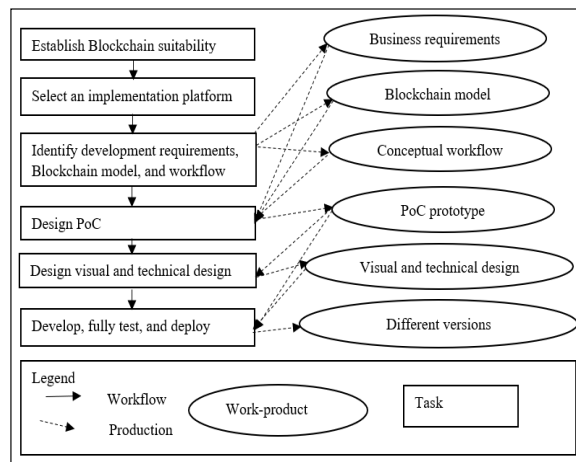 Establish Blockchain suitability
Business requirements
Select an implementation platform
Blockchain model
Identify development requirements,
Blockchain model, and workflow
Conceptual workflow
Design PoC
PoC prototype
Design visual and technical design
Visual and technical design
Develop, fully test, and deploy
Different versions
Legend
Workflow
Production
Work-product
Task